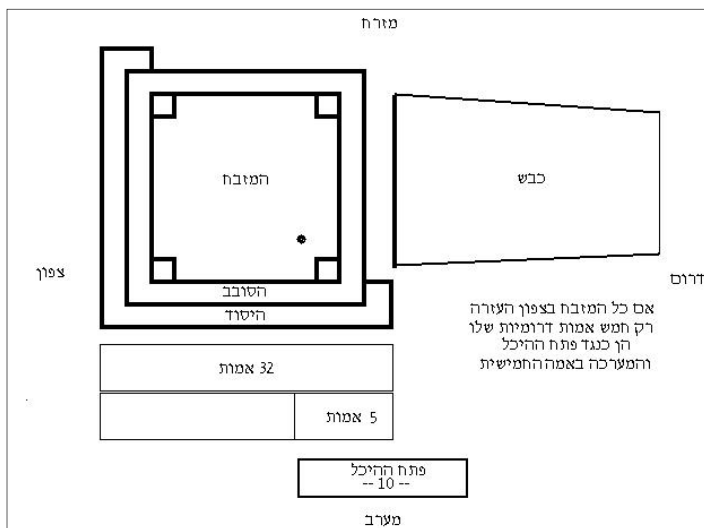 מזרח
המזבח
כבש
צפון
דרום
הסובב
היסוד
אם כל המזבח בצפון העזרה
רק חמש אמות דרומיות שלו
הן כנגד פתח ההיכל
והמערכה באמה החמישית
32 אמות
5 אמות
פתח ההיכל
-- 10 --
מערב